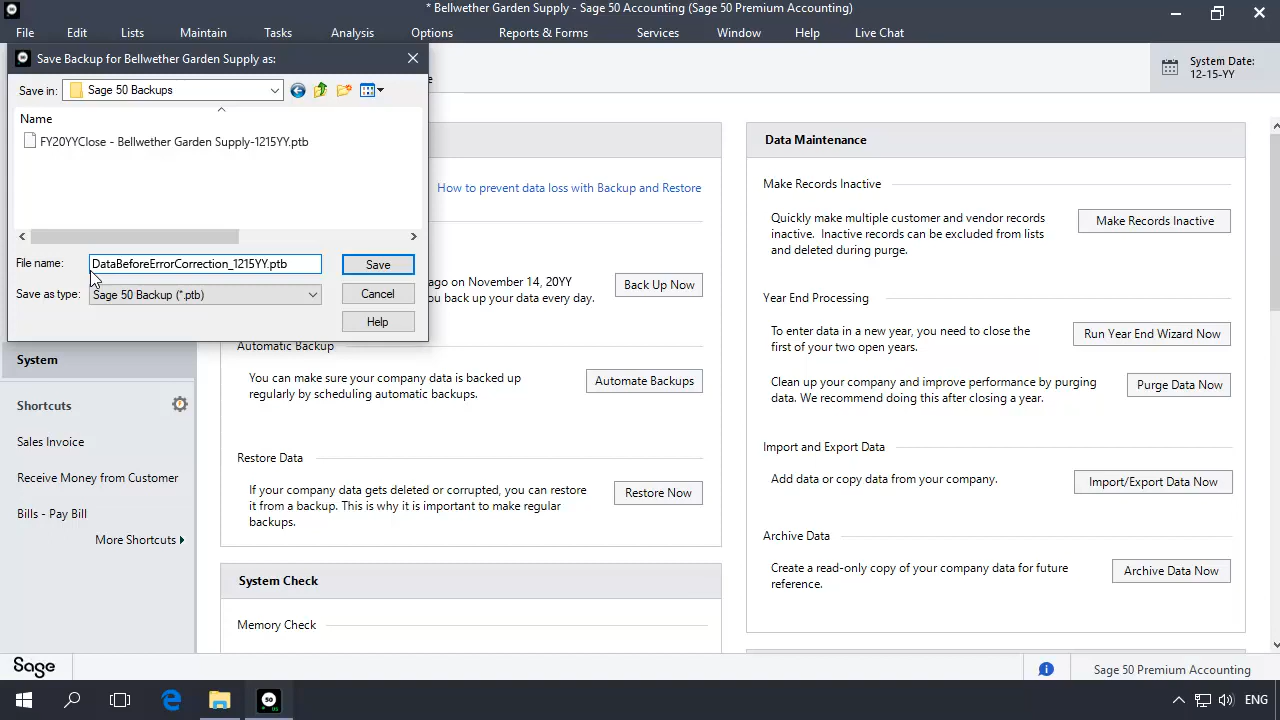 * Bellwether Garden Supply - Sage 50 Accounting (Sage 50 Premium Accounting)
File Edit Lists Maintain Tasks Analysis Options Reports & Forms Services Window Help Live Chat
Save Backup for Bellwether Garden Supply as:
Save in: Sage 50 Backups
Name
FY20YYClose - Bellwether Garden Supply-1215YY.ptb
File name: DataBeforeErrorCorrection_1215YY.ptb Save
Save as type: Sage 50 Backup (*.ptb) Cancel
Help
System Date:
12-15-YY
System
Shortcuts
Sales Invoice
Receive Money from Customer
Bills - Pay Bill
More Shortcuts
How to prevent data loss with Backup and Restore
ago on November 14, 20YY
you back up your data every day.
Back Up Now
Automatic Backup
You can make sure your company data is backed up
regularly by scheduling automatic backups.
Automate Backups
Restore Data
If your company data gets deleted or corrupted, you can restore
it from a backup. This is why it is important to make regular
backups.
Restore Now
System Check
Memory Check
Data Maintenance
Make Records Inactive
Quickly make multiple customer and vendor records
inactive. Inactive records can be excluded from lists
and deleted during purge.
Make Records Inactive
Year End Processing
To enter data in a new year, you need to close the
first of your two open years.
Run Year End Wizard Now
Clean up your company and improve performance by purging
data. We recommend doing this after closing a year.
Purge Data Now
Import and Export Data
Add data or copy data from your company.
Import/Export Data Now
Archive Data
Create a read-only copy of your company data for future
reference.
Archive Data Now
Sage
Sage 50 Premium Accounting
50
ENG